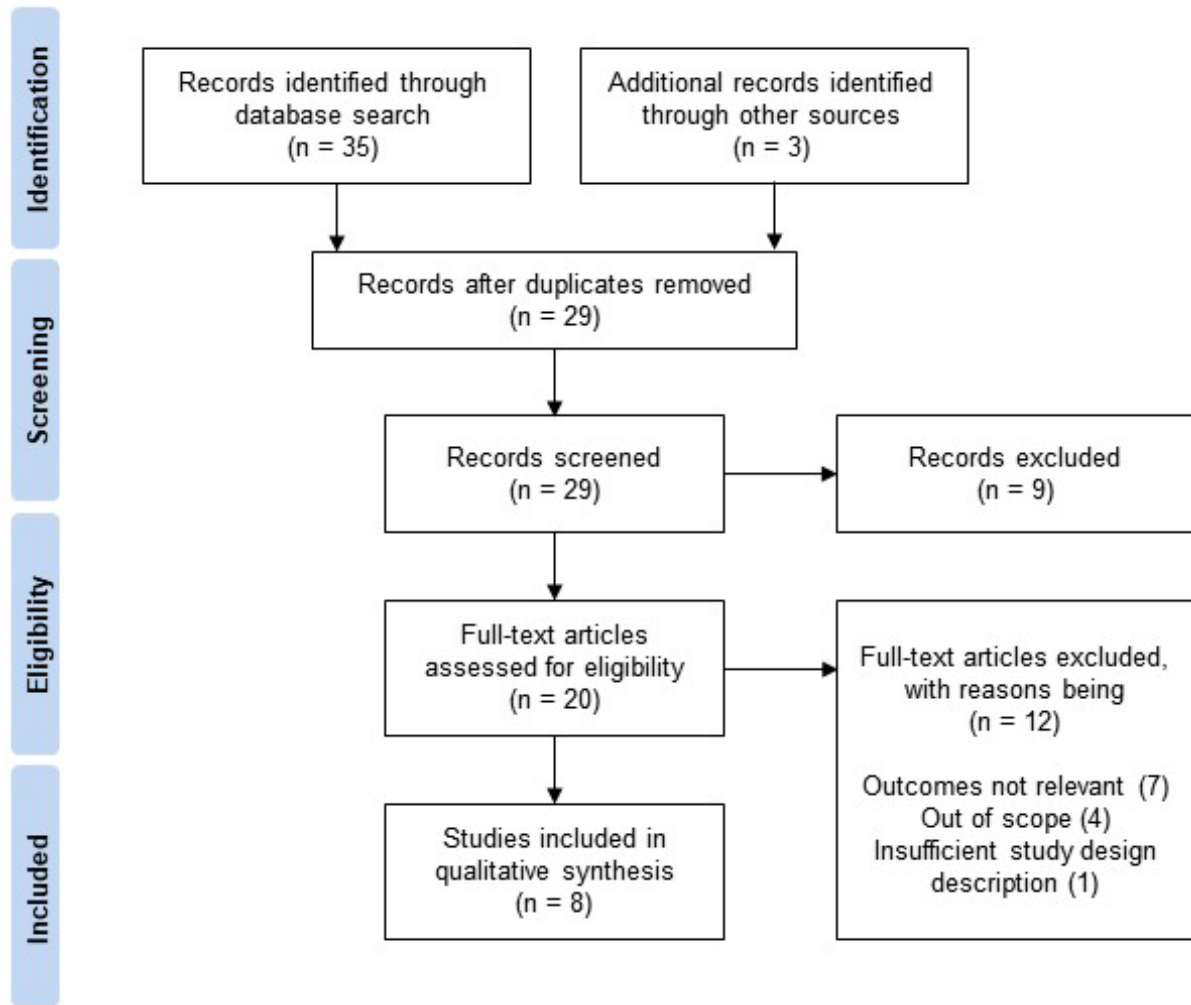 Identification
Records identified through
database search
(n = 35)
Additional records identified
through other sources
(n = 3)
Screening
Records after duplicates removed
(n = 29)
Records screened
(n = 29)
Records excluded
(n = 9)
Eligibility
Full-text articles
assessed for eligibility
(n = 20)
Full-text articles excluded,
with reasons being
(n = 12)
Outcomes not relevant (7)
Out of scope (4)
Insufficient study design
description (1)
Included
Studies included in
qualitative synthesis
(n = 8)